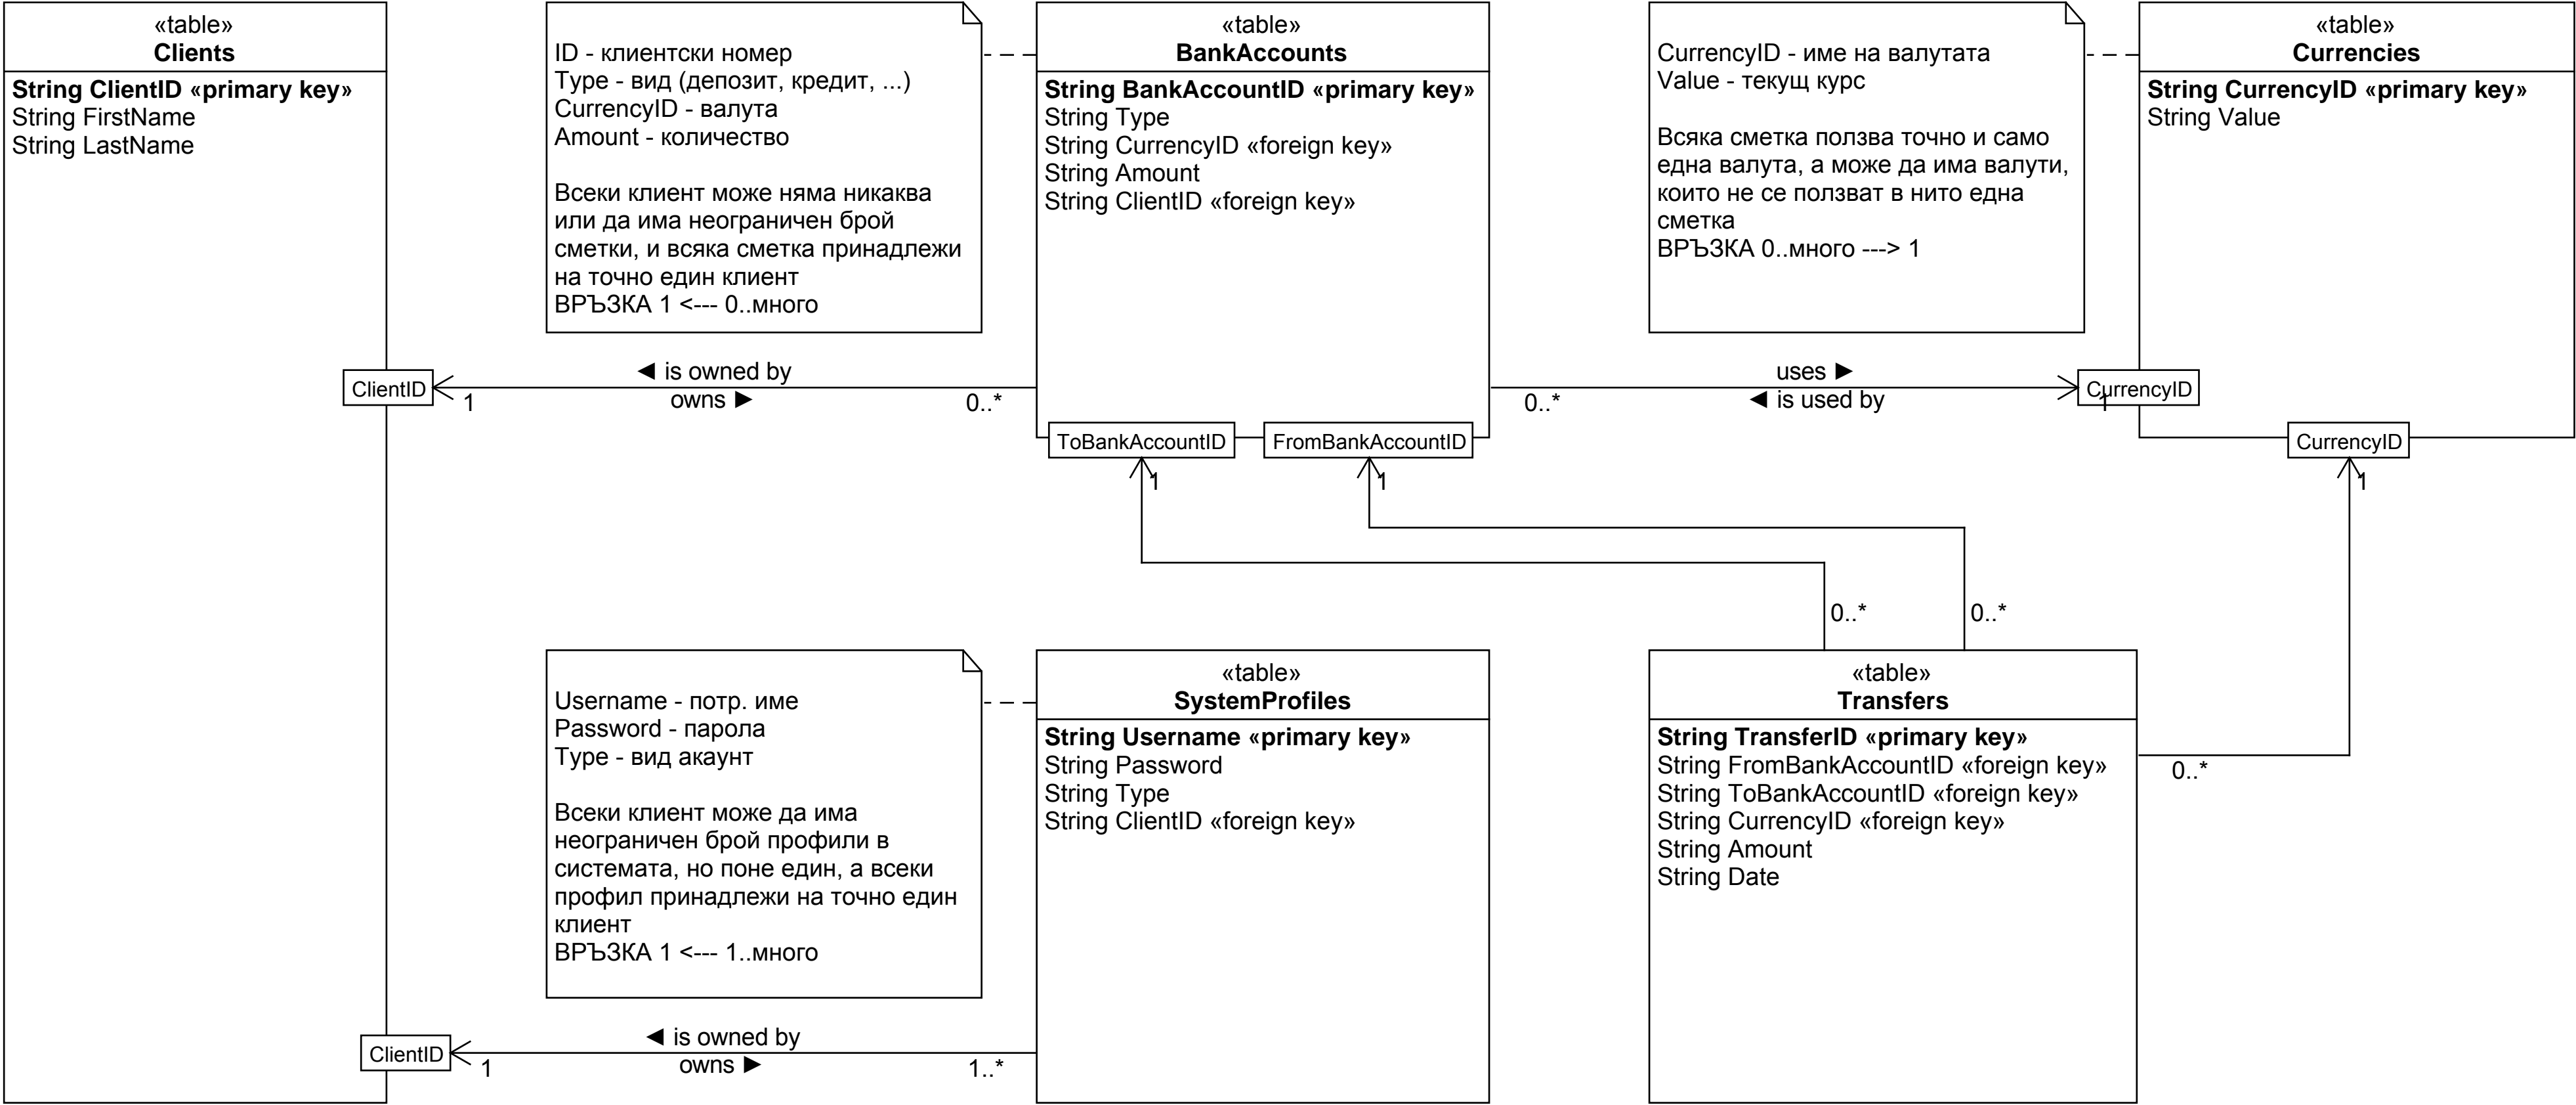 «table»
Clients
String ClientID «primary key»
String FirstName
String LastName
ID - клиентски номер
Type - вид (депозит, кредит, ...)
CurrencyID - валута
Amount - количество
Всеки клиент може няма никаква
или да има неограничен брой
сметки, и всяка сметка принадлежи
на точно един клиент
ВРЪЗКА 1 <--- 0..много
«table»
BankAccounts
String BankAccountID «primary key»
String Type
String CurrencyID «foreign key»
String Amount
String ClientID «foreign key»
CurrencyID - име на валутата
Value - текущ курс
Всяка сметка ползва точно и само
една валута, а може да има валути,
които не се ползват в нито една
сметка
ВРЪЗКА 0..много ---> 1
«table»
Currencies
String CurrencyID «primary key»
String Value
ClientID
1
◄ is owned by
owns ►
0..*
0..*
uses ►
◄ is used by
CurrencyID
1
ToBankAccountID
FromBankAccountID
CurrencyID
1
1
1
0..*
0..*
Username - потр. име
Password - парола
Type - вид акаунт
Всеки клиент може да има
неограничен брой профили в
системата, но поне един, а всеки
профил принадлежи на точно един
клиент
ВРЪЗКА 1 <--- 1..много
«table»
SystemProfiles
String Username «primary key»
String Password
String Type
String ClientID «foreign key»
«table»
Transfers
String TransferID «primary key»
String FromBankAccountID «foreign key»
String ToBankAccountID «foreign key»
String CurrencyID «foreign key»
String Amount
String Date
0..*
ClientID
1
◄ is owned by
owns ►
1..*